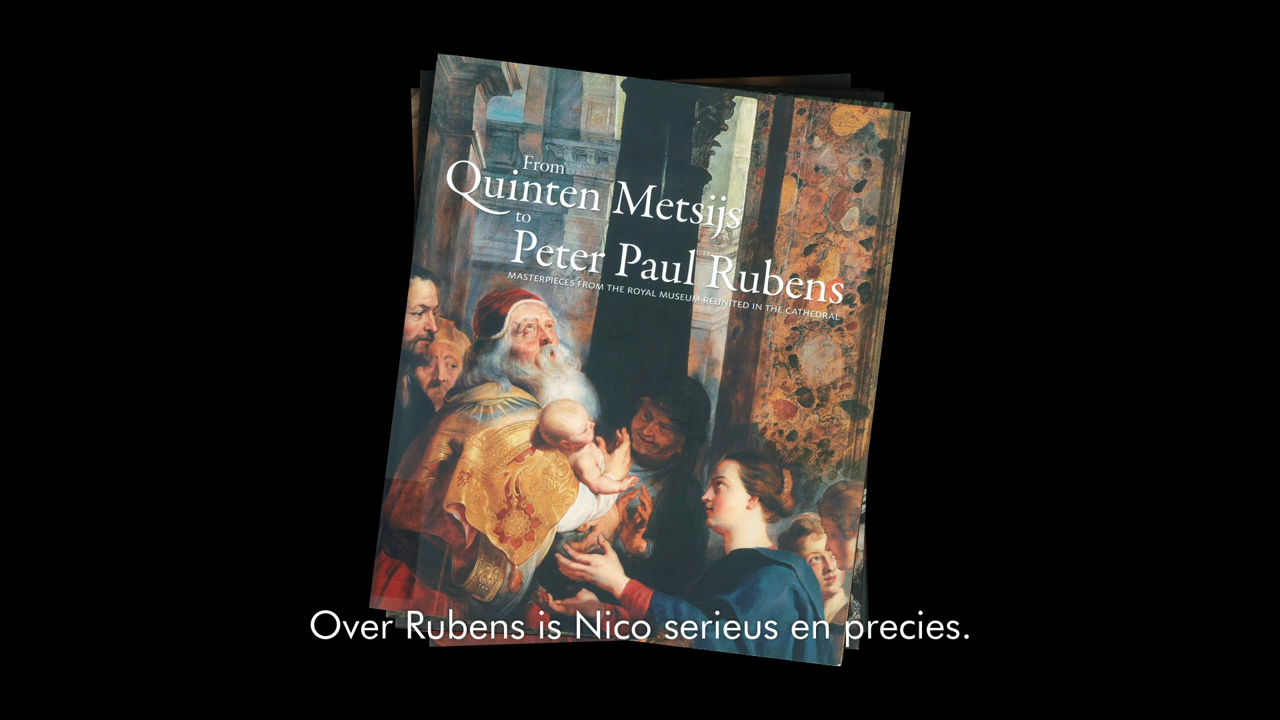 From
Quinten Metsijs
to
Peter Paul Rubens
MASTERPIECES FROM THE ROYAL MUSEUM REUNITED IN THE CATHEDRAL
Over Rubens is Nico serieus en precies.